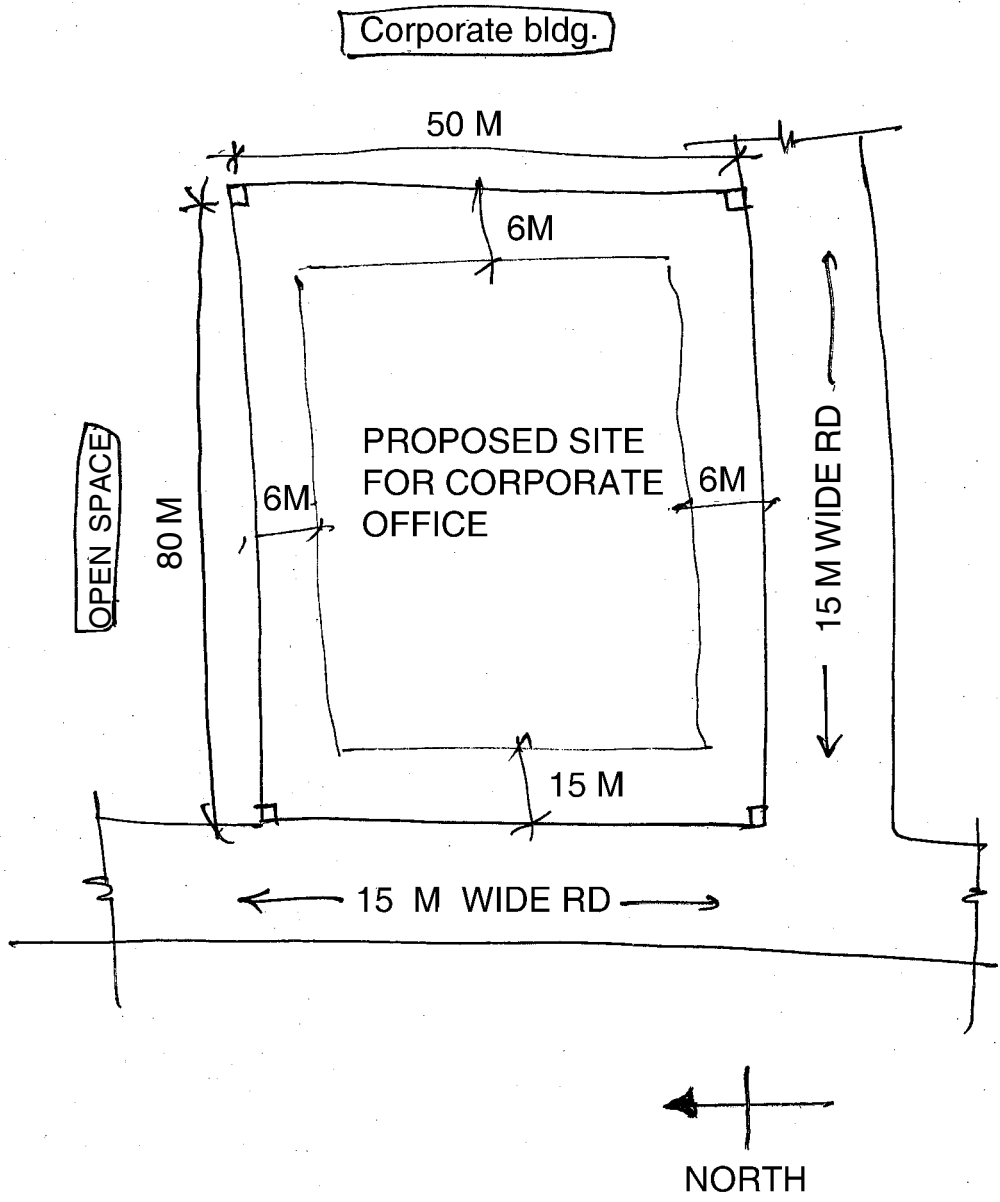 Corporate bldg.
50 M
6M
OPEN SPACE
80 M
6M
PROPOSED SITE
FOR CORPORATE
OFFICE
6M
15 M WIDE RD
15 M
15 M WIDE RD
NORTH